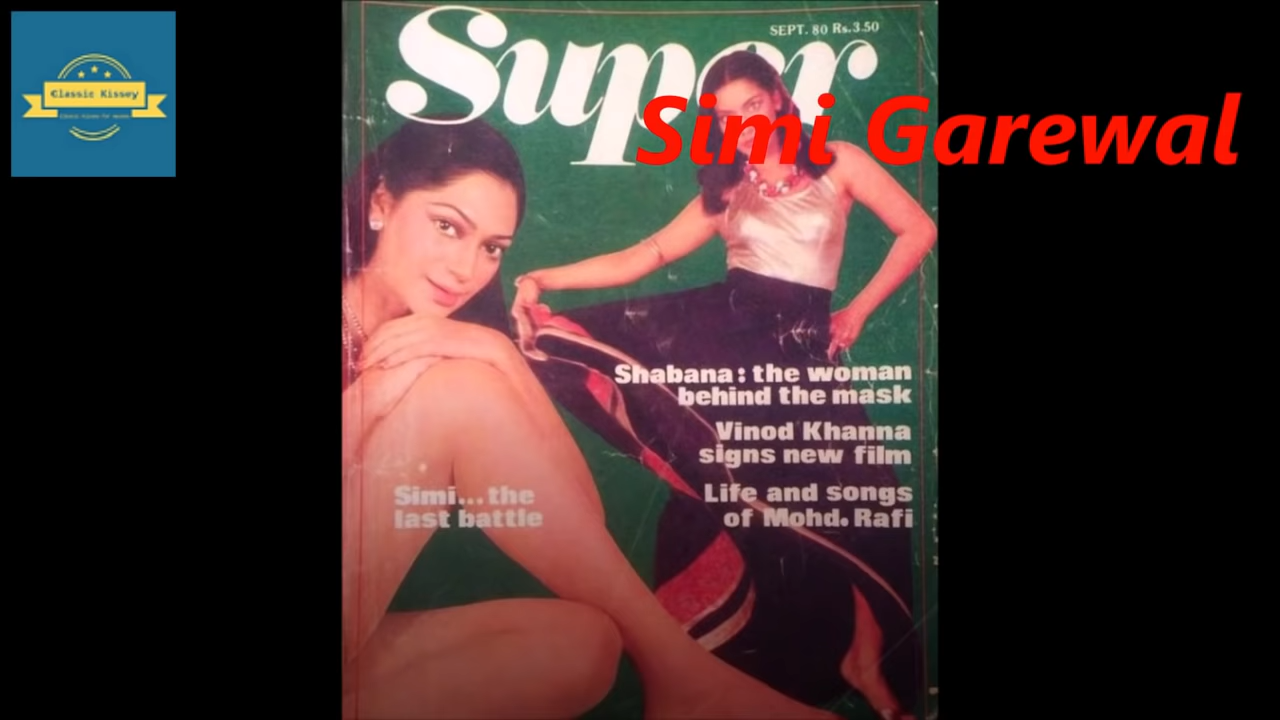 Classic Kissey
Super
SEPT. 80 Rs.3.50
Simi Garewal
Shabana: the woman
behind the mask
Vinod Khanna
signs new film
Simi...the
last battle
Life and songs
of Mohd. Rafi